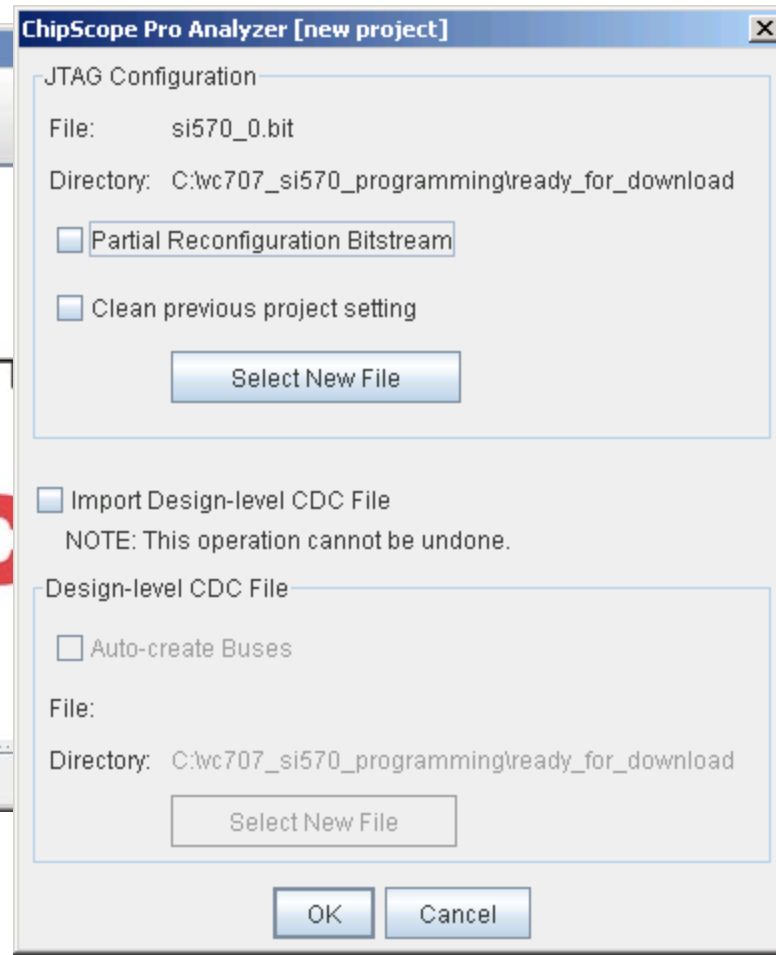 ChipScope Pro Analyzer [new project]
JTAG Configuration
File: si570_0.bit
Directory: C:\vc707_si570_programming\ready_for_download
Partial Reconfiguration Bitstream
Clean previous project setting
Select New File
Import Design-level CDC File
NOTE: This operation cannot be undone.
Design-level CDC File
Auto-create Buses
File:
Directory: C:\vc707_si570_programming\ready_for_download
Select New File
OK Cancel